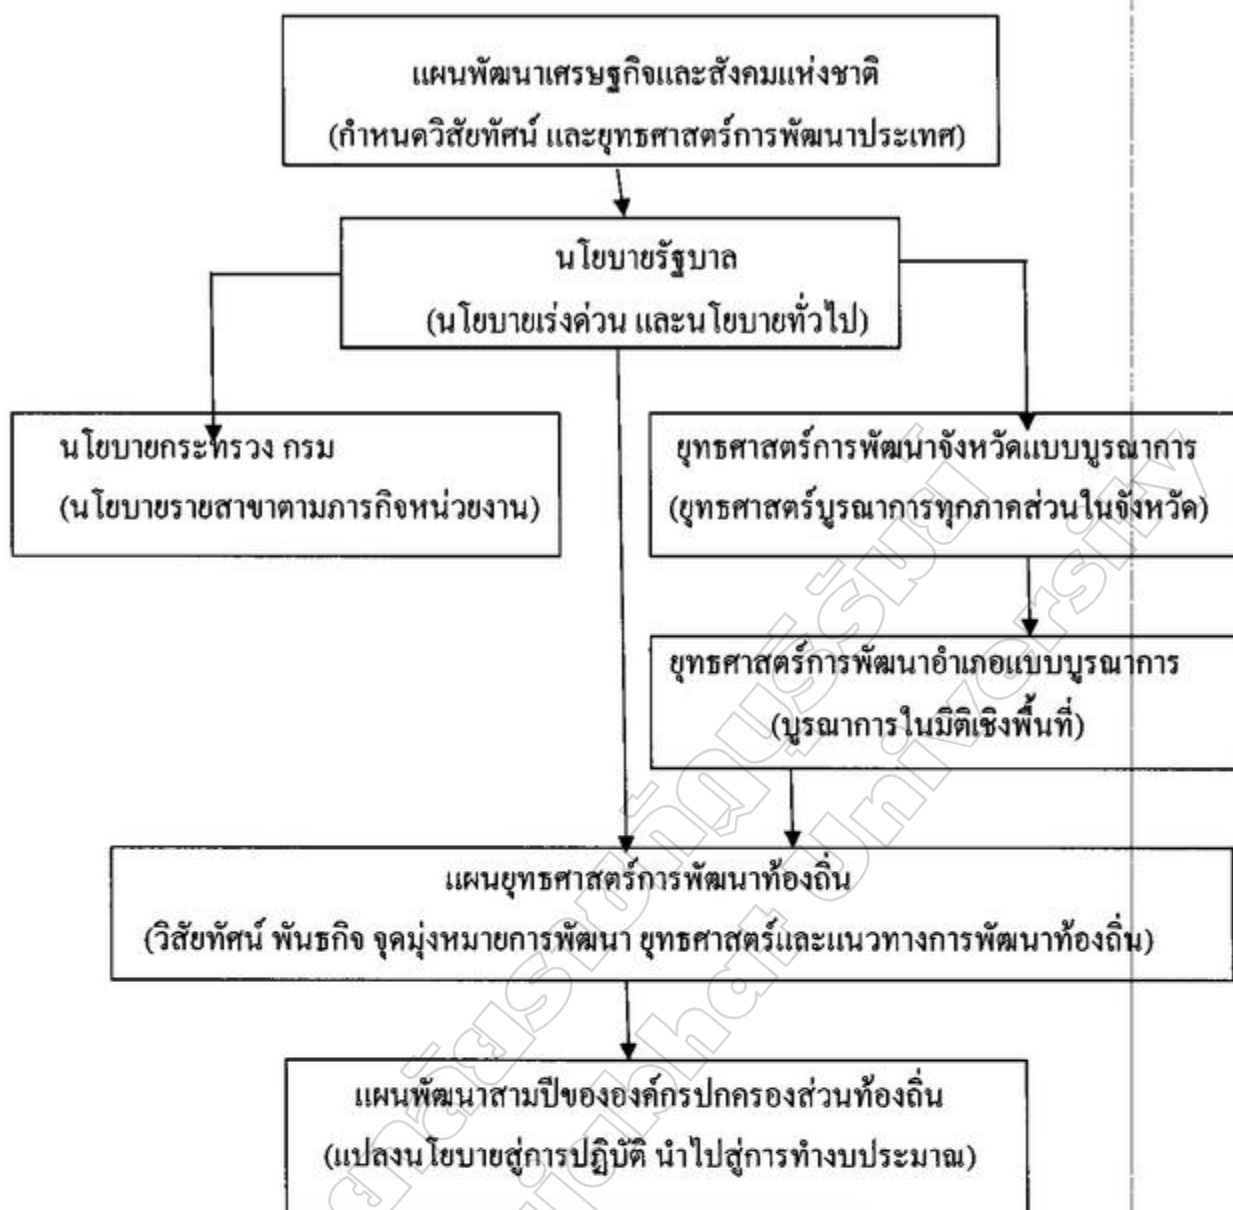 แผนพัฒนาเศรษฐกิจและสังคมแห่งชาติ
(กำหนดวิสัยทัศน์ และยุทธศาสตร์การพัฒนาประเทศ)
นโยบายรัฐบาล
(นโยบายเร่งด่วน และนโยบายทั่วไป)
นโยบายกระทรวง กรม
(นโยบายรายสาขาตามภารกิจหน่วยงาน)
ยุทธศาสตร์การพัฒนาจังหวัดแบบบูรณาการ
(ยุทธศาสตร์บูรณาการทุกภาคส่วนในจังหวัด)
ยุทธศาสตร์การพัฒนาอำเภอแบบบูรณาการ
(บูรณาการในมิติเชิงพื้นที่)
แผนยุทธศาสตร์การพัฒนาท้องถิ่น
(วิสัยทัศน์ พันธกิจ จุดมุ่งหมายการพัฒนา ยุทธศาสตร์และแนวทางการพัฒนาท้องถิ่น)
แผนพัฒนาสามปีขององค์กรปกครองส่วนท้องถิ่น
(แปลงนโยบายสู่การปฏิบัติ นำไปสู่การทำงบประมาณ)
University